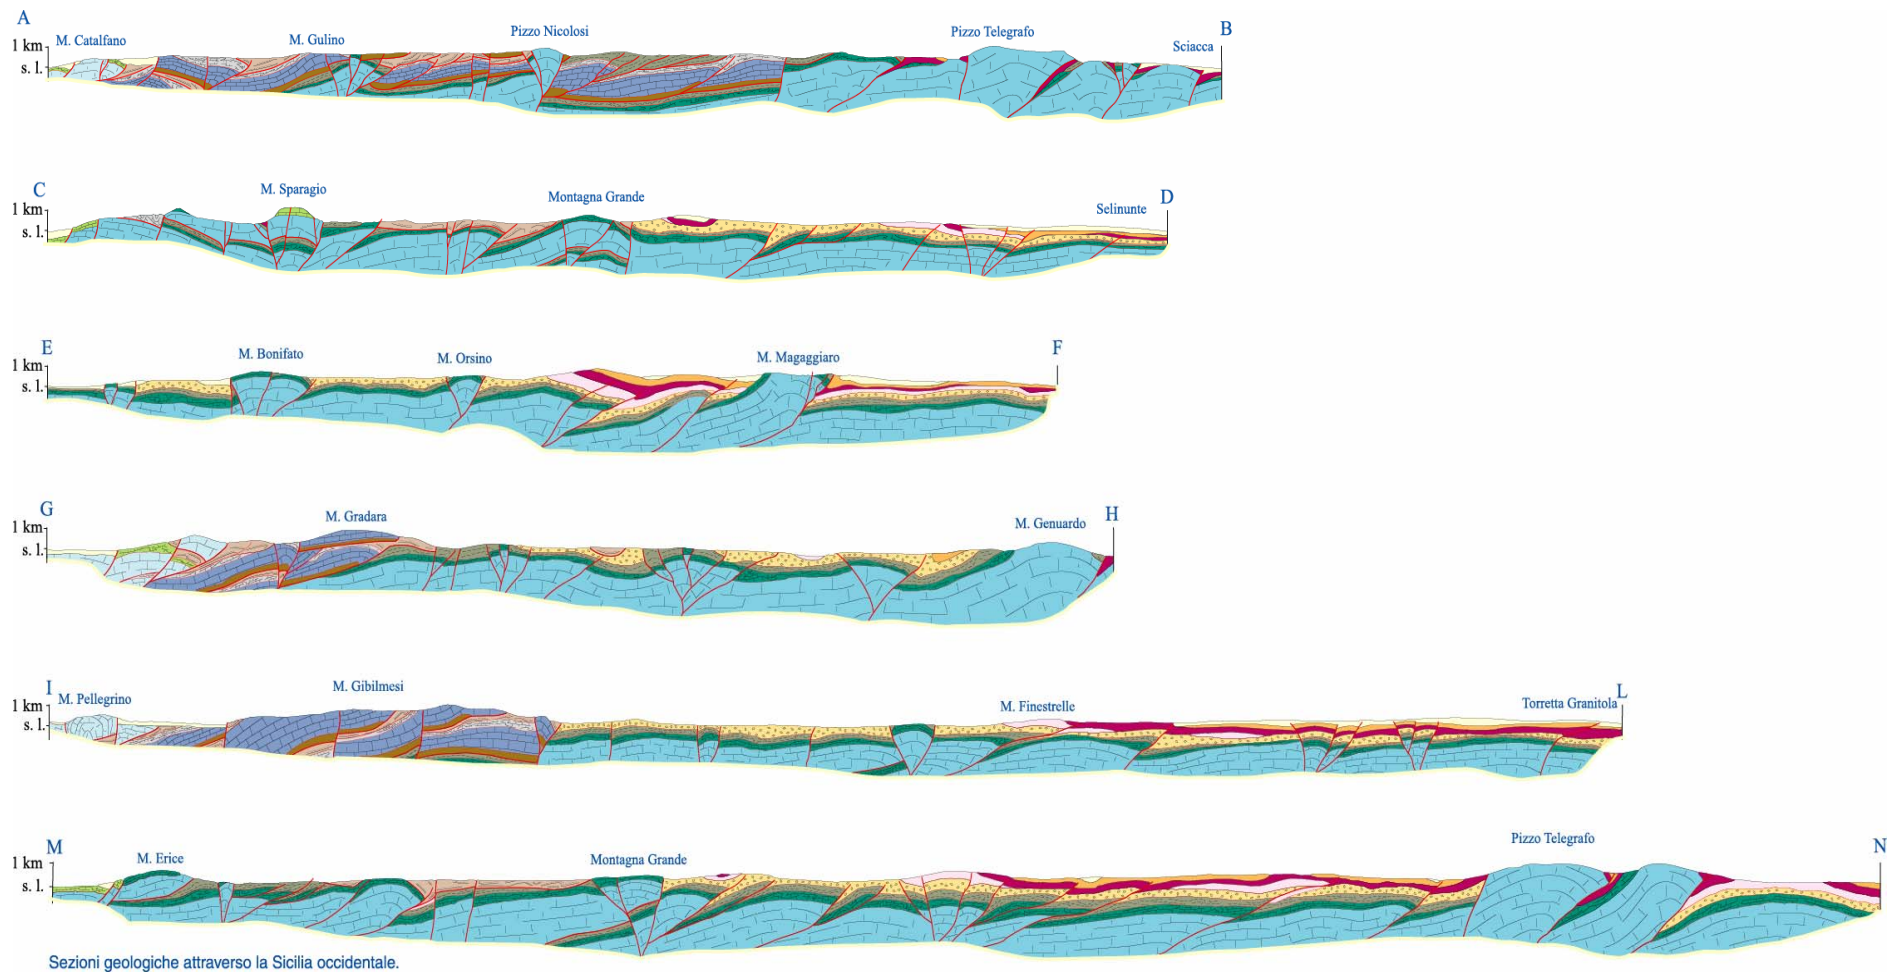 A
M. Catalfano
M. Gulino
Pizzo Nicolosi
Pizzo Telegrafo
Sciacca
B
1 km
s. l.
C
M. Sparagio
Montagna Grande
Selinunte
D
1 km
s. l.
E
M. Bonifato
M. Orsino
M. Magaggiaro
F
1 km
s. l.
G
M. Gradara
M. Genuardo
H
1 km
s. l.
I
M. Pellegrino
M. Gibilmesi
M. Finestrelle
Torretta Granitola
L
1 km
s. l.
M
M. Erice
Montagna Grande
Pizzo Telegrafo
N
1 km
s. l.
Sezioni geologiche attraverso la Sicilia occidentale.